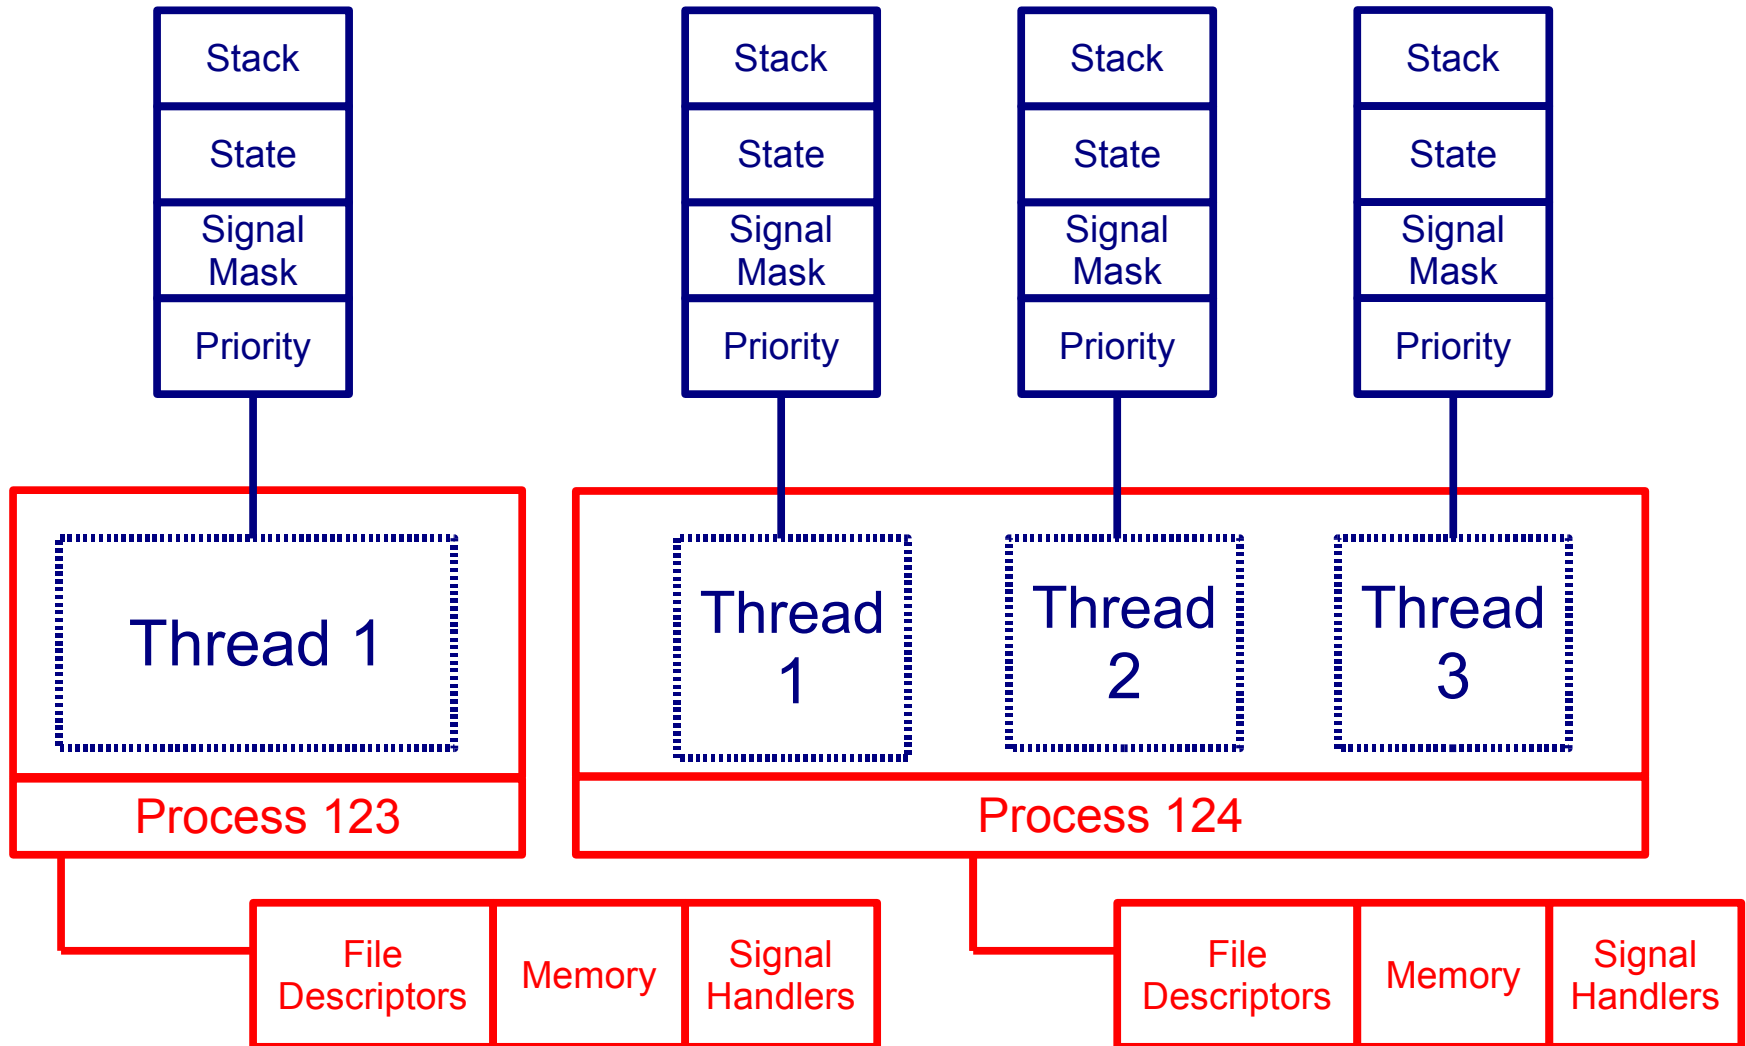 Stack
State
Signal
Mask
Priority
Stack
State
Signal
Mask
Priority
Stack
State
Signal
Mask
Priority
Stack
State
Signal
Mask
Priority
Thread 1
Process 123
Thread
1
Thread
2
Thread
3
Process 124
File
Descriptors
Memory
Signal
Handlers
File
Descriptors
Memory
Signal
Handlers